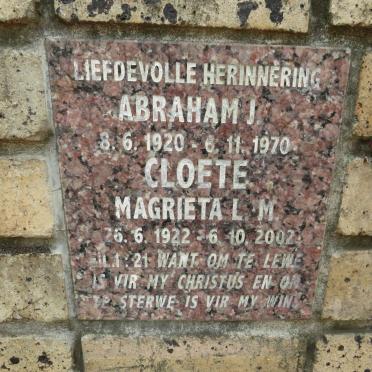 LIEFDEVOLLE HERINNERING
ABRAHAM J.
8. 6. 1920 - 6. 11. 1970
CLOETE
MAGRIETA L. M.
6. 1922 - 6. 10. 2002
1 : 21 WANT OM TE LEWE
IS VIR MY CHRISTUS EN OM
TE STERWE IS VIR MY WINS